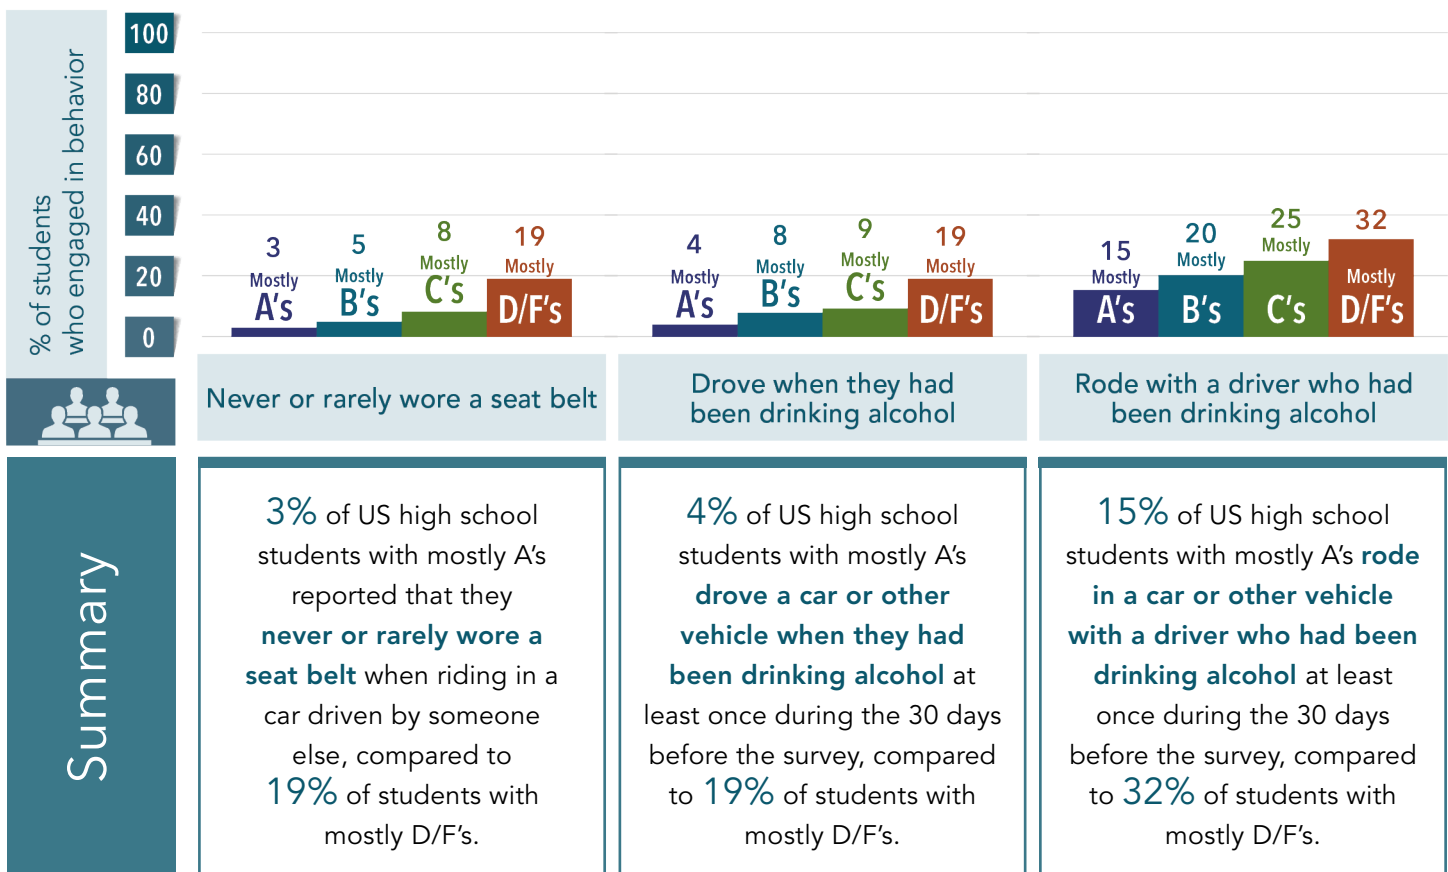 % of students
who engaged in behavior
100
80
60
40
20
0
3
Mostly
A's
5
Mostly
B's
8
Mostly
C's
19
Mostly
D/F's
4
Mostly
A's
8
Mostly
B's
9
Mostly
C's
19
Mostly
D/F's
15
Mostly
A's
20
Mostly
B's
25
Mostly
C's
32
Mostly
D/F's
Never or rarely wore a seat belt
Drove when they had
been drinking alcohol
Rode with a driver who had
been drinking alcohol
Summary
3% of US high school
students with mostly A’s
reported that they
never or rarely wore a
seat belt when riding in a
car driven by someone
else, compared to
19% of students with
mostly D/F’s.
4% of US high school
students with mostly A’s
drove a car or other
vehicle when they had
been drinking alcohol at
least once during the 30 days
before the survey, compared
to 19% of students with
mostly D/F’s.
15% of US high school
students with mostly A’s rode
in a car or other vehicle
with a driver who had been
drinking alcohol at least
once during the 30 days
before the survey, compared
to 32% of students with
mostly D/F’s.